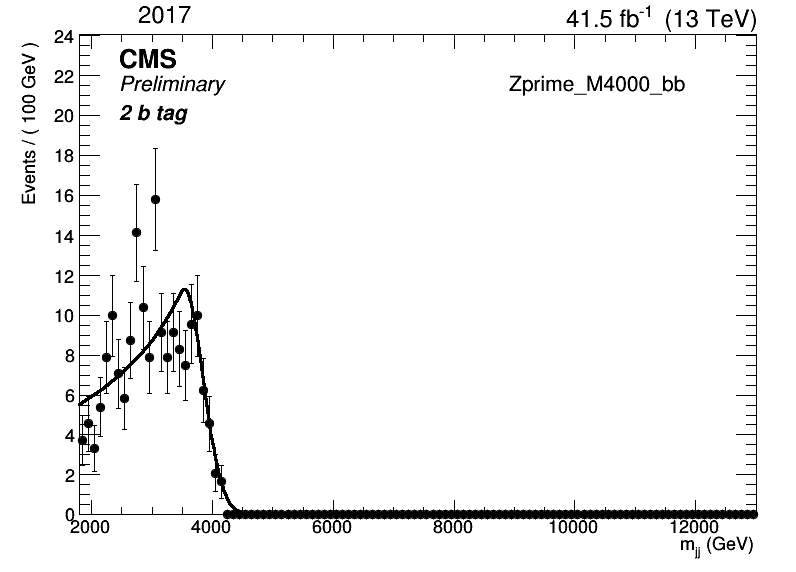 2017
41.5 fb⁻¹ (13 TeV)
CMS
Preliminary
2 b tag
Zprime_M4000_bb
Events / ( 100 GeV )
24
22
20
18
16
14
12
10
8
6
4
2
0
2000 4000 6000 8000 10000 12000
m_jj (GeV)